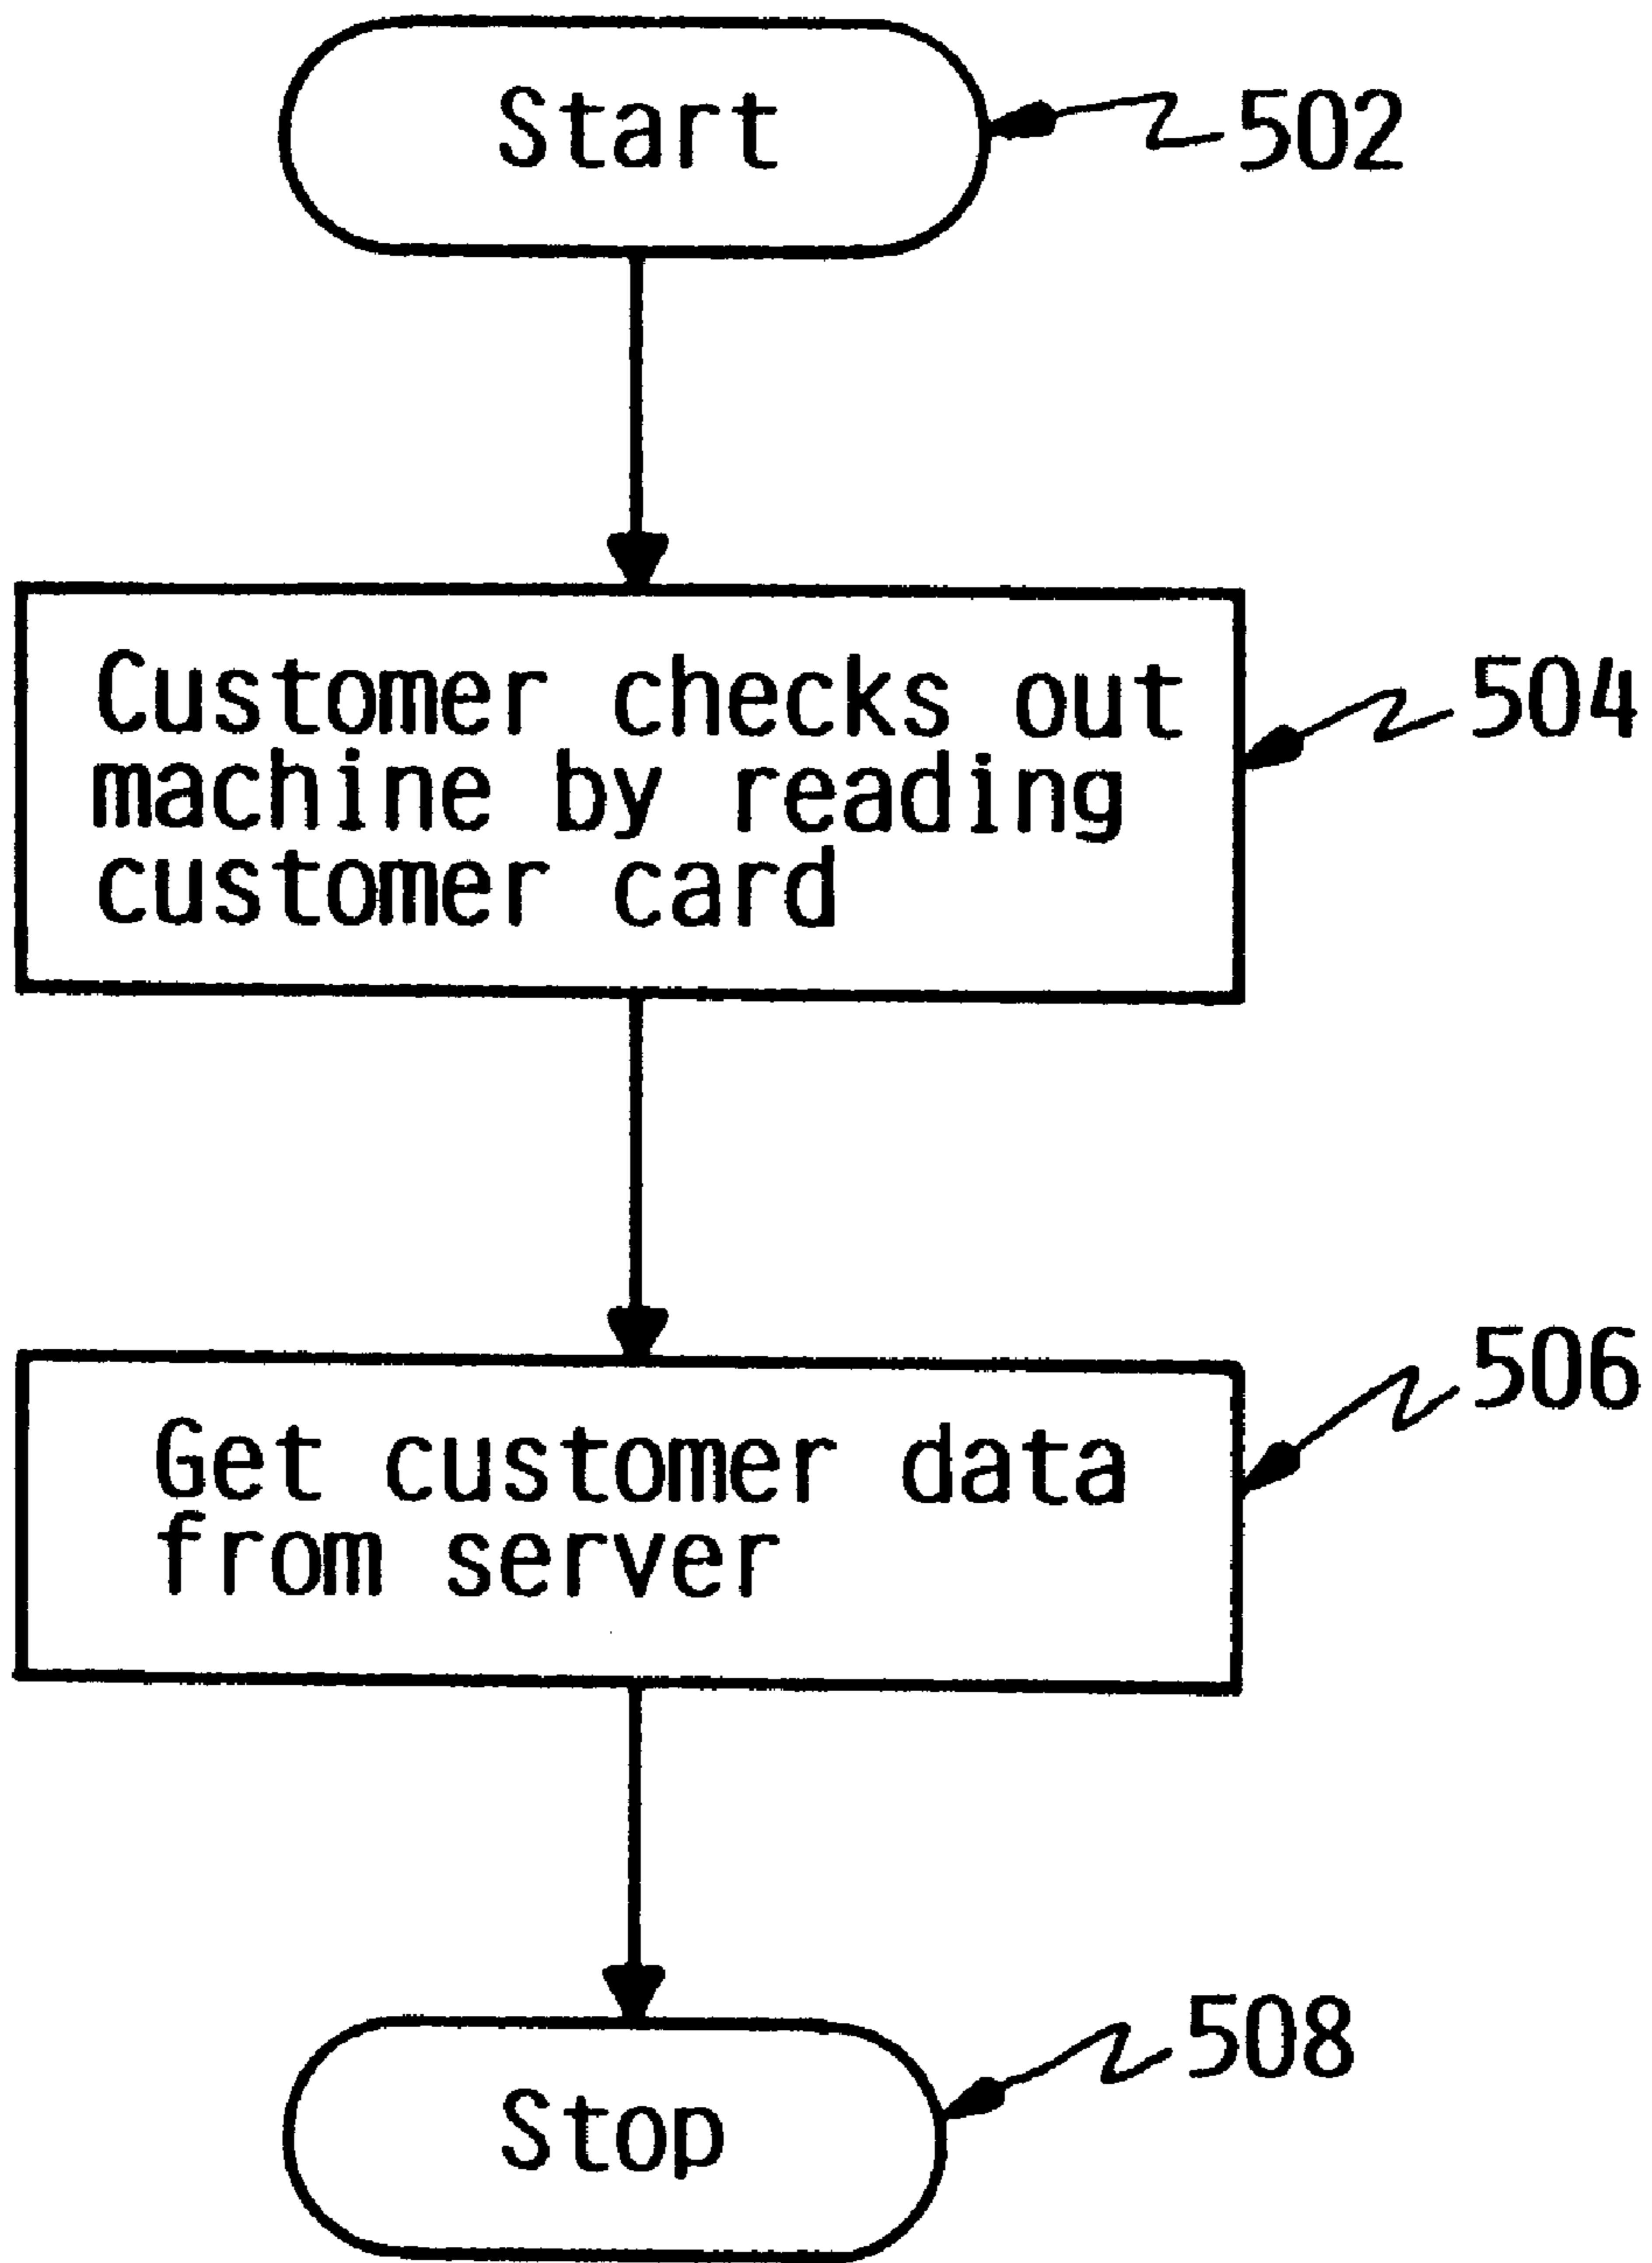 Start
502
Customer checks out
machine by reading
customer card
504
Get customer data
from server
506
Stop
508